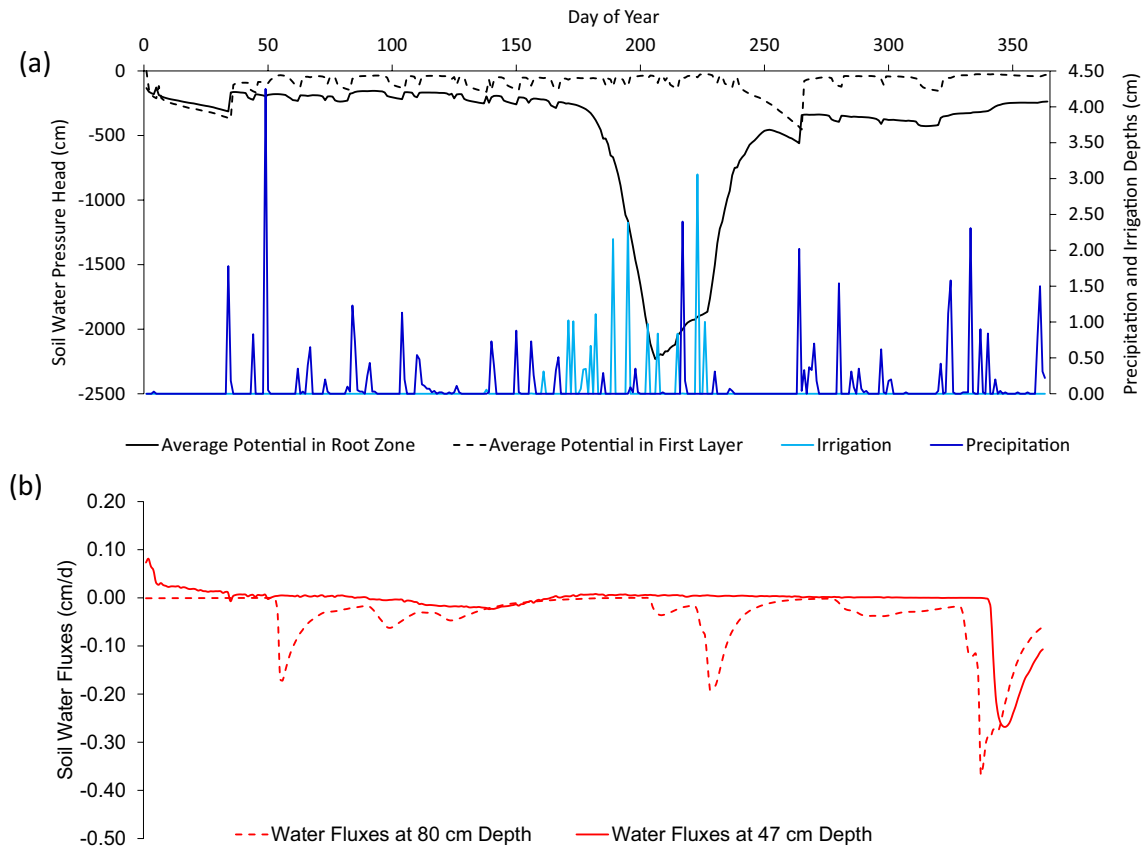 Day of Year
0 50 100 150 200 250 300 350
(a)
Soil Water Pressure Head (cm)
0
-500
-1000
-1500
-2000
-2500
4.50
4.00
3.50
3.00
2.50
2.00
1.50
1.00
0.50
0.00
Precipitation and Irrigation Depths (cm)
Average Potential in Root Zone Average Potential in First Layer Irrigation Precipitation
(b)
Soil Water Fluxes (cm/d)
0.20
0.10
0.00
-0.10
-0.20
-0.30
-0.40
-0.50
Water Fluxes at 80 cm Depth Water Fluxes at 47 cm Depth